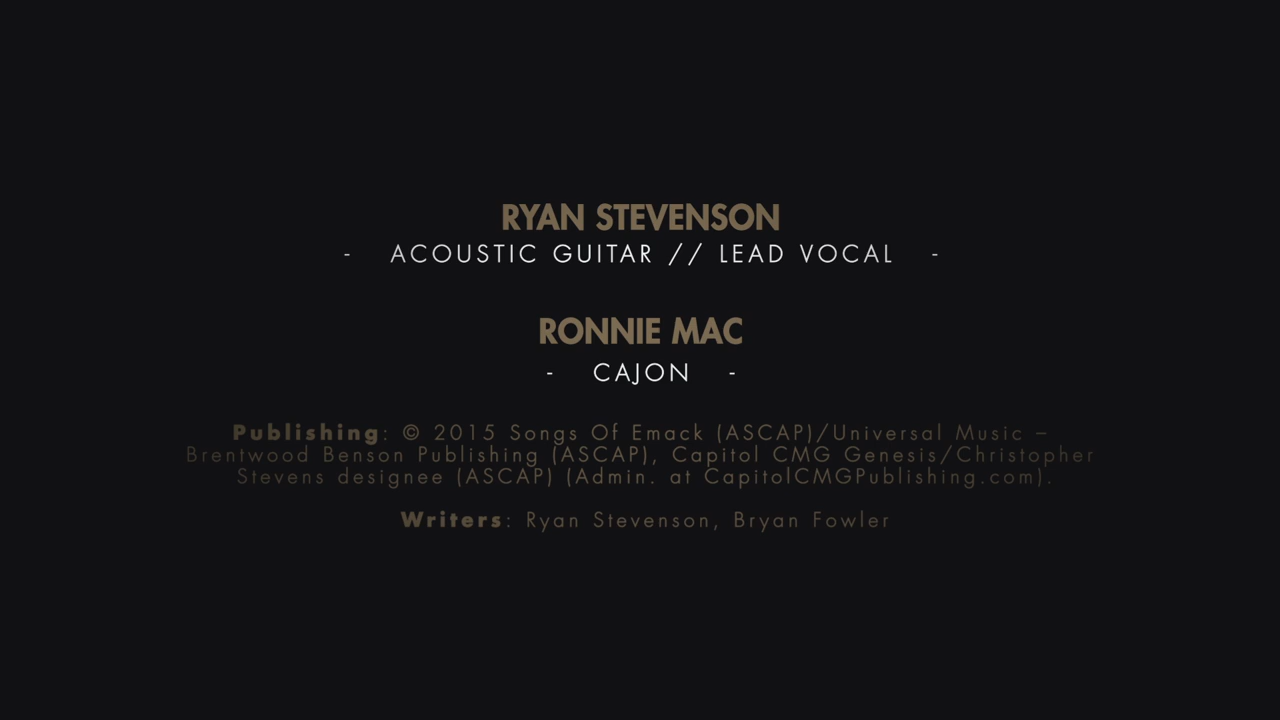 RYAN STEVENSON
- ACOUSTIC GUITAR // LEAD VOCAL -
RONNIE MAC
- CAJON -
Publishing: © 2015 Songs Of Emack (ASCAP)/Universal Music –
Brentwood Benson Publishing (ASCAP), Capitol CMG Genesis/Christopher
Stevens designee (ASCAP) (Admin. at CapitolCMGPublishing.com).
Writers: Ryan Stevenson, Bryan Fowler